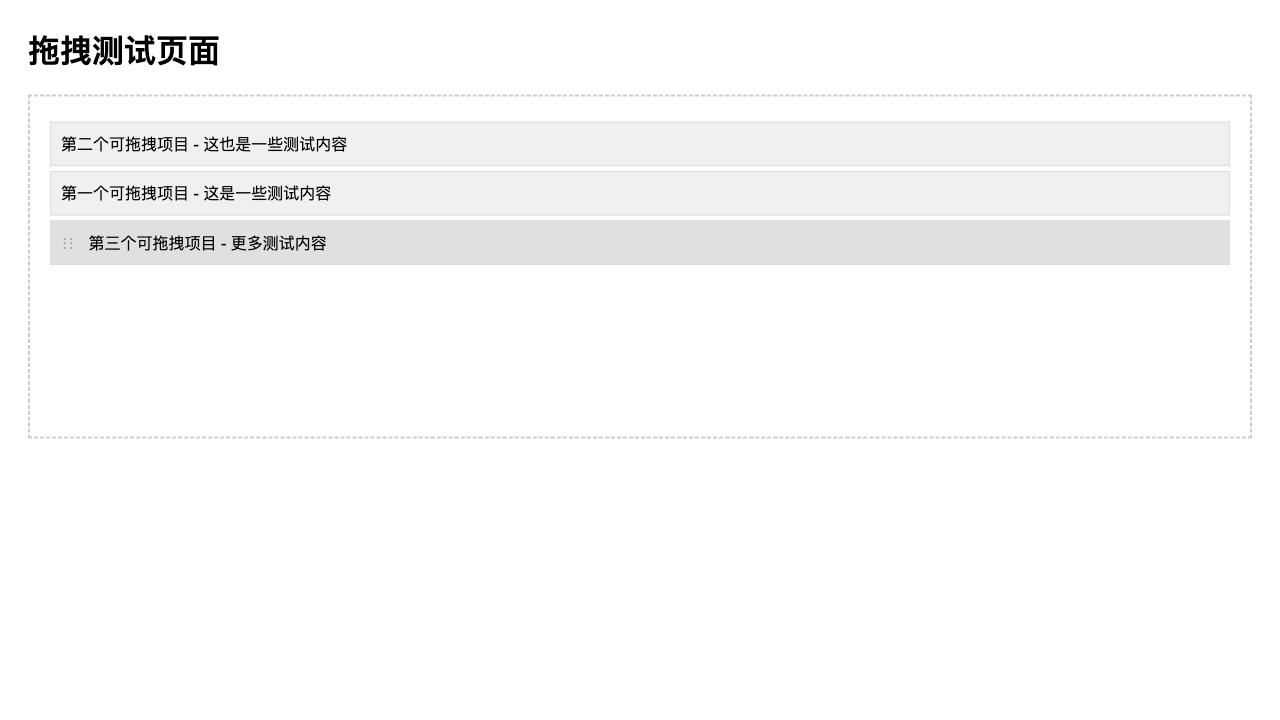 拖拽测试页面
第二个可拖拽项目 - 这也是一些测试内容
第一个可拖拽项目 - 这是一些测试内容
第三个可拖拽项目 - 更多测试内容